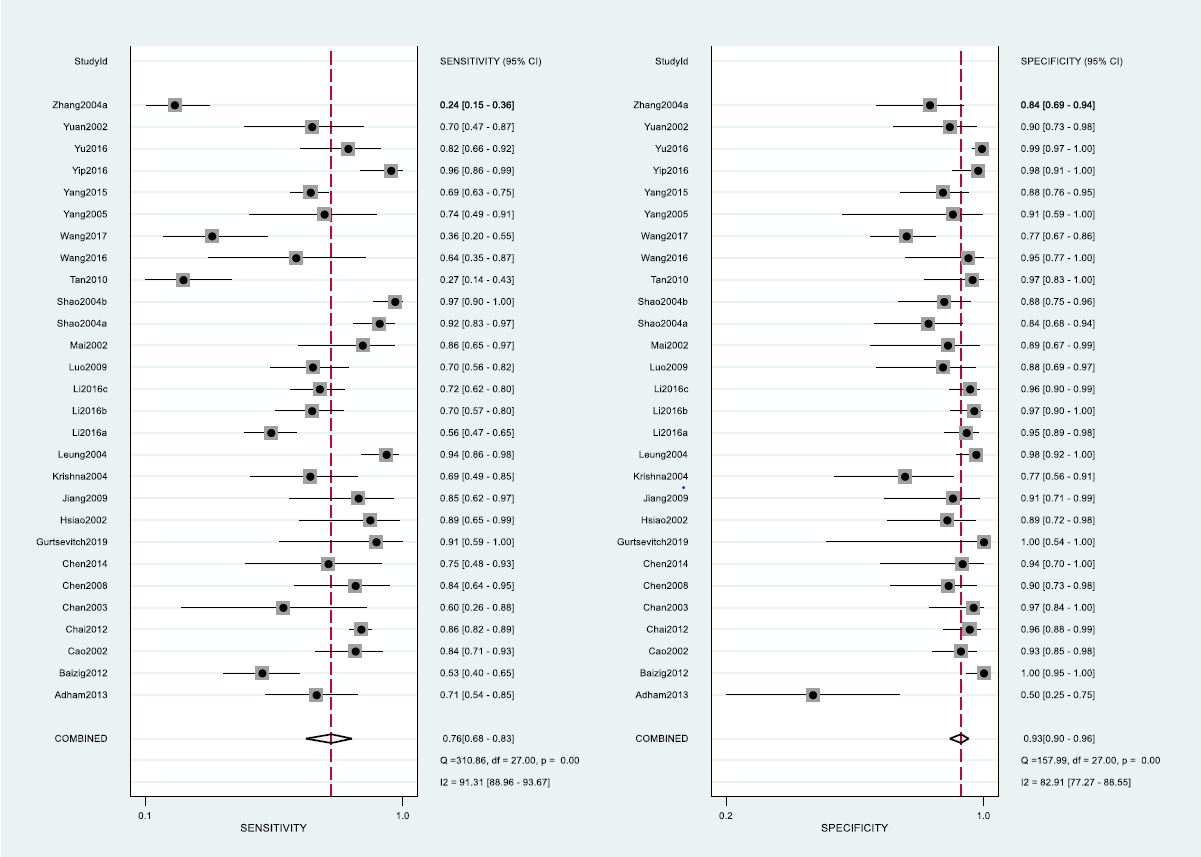 StudyId SENSITIVITY (95% CI) StudyId SPECIFICITY (95% CI)
Zhang2004a 0.24 [0.15 - 0.36] Zhang2004a 0.84 [0.69 - 0.94]
Yuan2002 0.70 [0.47 - 0.87] Yuan2002 0.90 [0.73 - 0.98]
Yu2016 0.82 [0.66 - 0.92] Yu2016 0.99 [0.97 - 1.00]
Yip2016 0.96 [0.86 - 0.99] Yip2016 0.98 [0.91 - 1.00]
Yang2015 0.69 [0.63 - 0.75] Yang2015 0.88 [0.76 - 0.95]
Yang2005 0.74 [0.49 - 0.91] Yang2005 0.91 [0.59 - 1.00]
Wang2017 0.36 [0.20 - 0.55] Wang2017 0.77 [0.67 - 0.86]
Wang2016 0.64 [0.35 - 0.87] Wang2016 0.95 [0.77 - 1.00]
Tan2010 0.27 [0.14 - 0.43] Tan2010 0.97 [0.83 - 1.00]
Shao2004b 0.97 [0.90 - 1.00] Shao2004b 0.88 [0.75 - 0.96]
Shao2004a 0.92 [0.83 - 0.97] Shao2004a 0.84 [0.68 - 0.94]
Mai2002 0.86 [0.65 - 0.97] Mai2002 0.89 [0.67 - 0.99]
Luo2009 0.70 [0.56 - 0.82] Luo2009 0.88 [0.69 - 0.97]
Li2016c 0.72 [0.62 - 0.80] Li2016c 0.96 [0.90 - 0.99]
Li2016b 0.70 [0.57 - 0.80] Li2016b 0.97 [0.90 - 1.00]
Li2016a 0.56 [0.47 - 0.65] Li2016a 0.95 [0.89 - 0.98]
Leung2004 0.94 [0.86 - 0.98] Leung2004 0.98 [0.92 - 1.00]
Krishna2004 0.69 [0.49 - 0.85] Krishna2004 0.77 [0.56 - 0.91]
Jiang2009 0.85 [0.62 - 0.97] Jiang2009 0.91 [0.71 - 0.99]
Hsiao2002 0.89 [0.65 - 0.99] Hsiao2002 0.89 [0.72 - 0.98]
Gurtsevitch2019 0.91 [0.59 - 1.00] Gurtsevitch2019 1.00 [0.54 - 1.00]
Chen2014 0.75 [0.48 - 0.93] Chen2014 0.94 [0.70 - 1.00]
Chen2008 0.84 [0.64 - 0.95] Chen2008 0.90 [0.73 - 0.98]
Chan2003 0.60 [0.26 - 0.88] Chan2003 0.97 [0.84 - 1.00]
Chai2012 0.86 [0.82 - 0.89] Chai2012 0.96 [0.88 - 0.99]
Cao2002 0.84 [0.71 - 0.93] Cao2002 0.93 [0.85 - 0.98]
Baizig2012 0.53 [0.40 - 0.65] Baizig2012 1.00 [0.95 - 1.00]
Adham2013 0.71 [0.54 - 0.85] Adham2013 0.50 [0.25 - 0.75]
COMBINED 0.76[0.68 - 0.83] COMBINED 0.93[0.90 - 0.96]
Q =310.86, df = 27.00, p = 0.00 Q =157.99, df = 27.00, p = 0.00
I2 = 91.31 [88.96 - 93.67] I2 = 82.91 [77.27 - 88.55]
0.1 1.0 0.2 1.0
SENSITIVITY SPECIFICITY